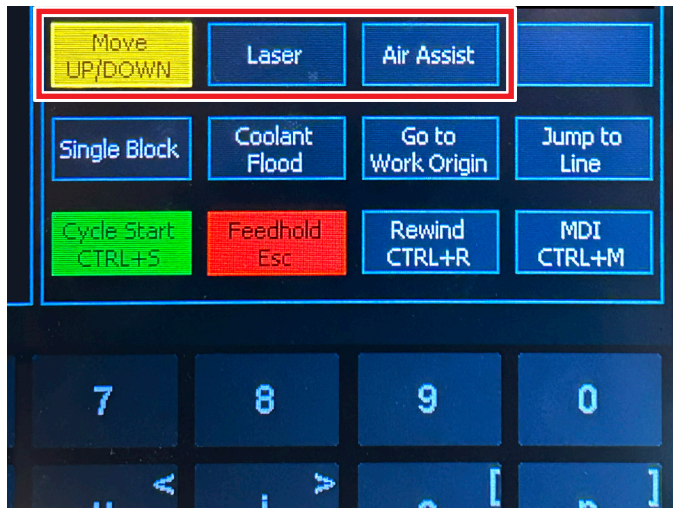 Move
UP/DOWN
Laser
Air Assist
Single Block
Coolant
Flood
Go to
Work Origin
Jump to
Line
Cycle Start
CTRL+S
Feedhold
Esc
Rewind
CTRL+R
MDI
CTRL+M
7
8
9
0
<
>
[
]